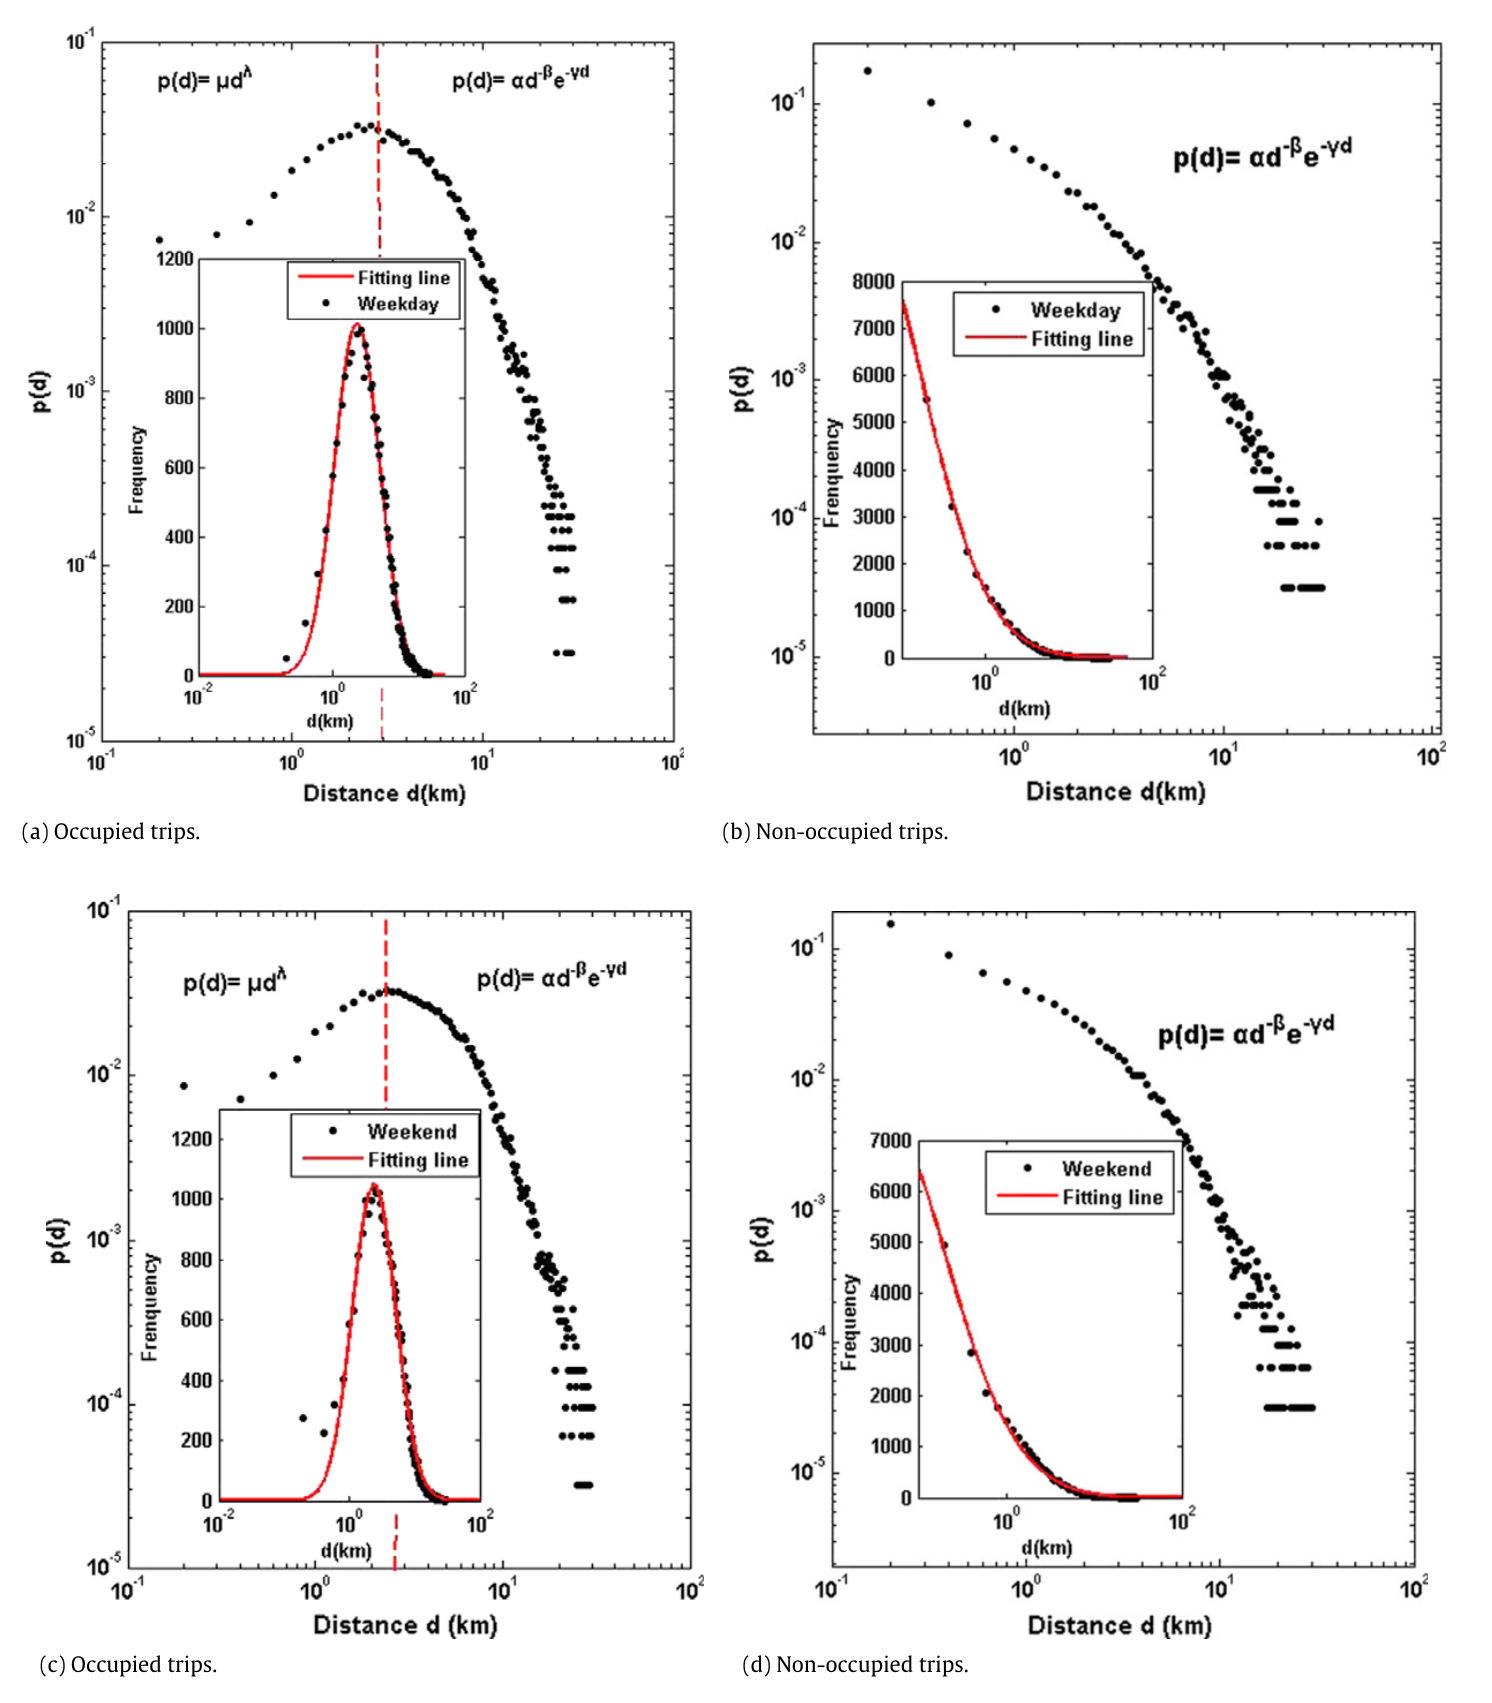 p(d)= μd^λ
p(d)= αd^-β e^-γd
10^-1
10^-2
10^-3
10^-4
10^-5
p(d)
1200
1000
800
600
400
200
0
Frequency
Fitting line
Weekday
10^-2 10^0 10^2
d(km)
10^-1 10^0 10^1 10^2
Distance d(km)
(a) Occupied trips.
p(d)= αd^-β e^-γd
10^-1
10^-2
10^-3
10^-4
10^-5
p(d)
8000
7000
6000
5000
4000
3000
2000
1000
0
Frenquency
Weekday
Fitting line
10^0 10^2
d(km)
10^0 10^1 10^2
Distance d(km)
(b) Non-occupied trips.
p(d)= μd^λ
p(d)= αd^-β e^-γd
10^-1
10^-2
10^-3
10^-4
10^-5
p(d)
1200
1000
800
600
400
200
0
Frenquency
Weekend
Fitting line
10^-2 10^0 10^2
d(km)
10^-1 10^0 10^1 10^2
Distance d (km)
(c) Occupied trips.
p(d)= αd^-β e^-γd
10^-1
10^-2
10^-3
10^-4
10^-5
p(d)
7000
6000
5000
4000
3000
2000
1000
0
Frequency
Weekend
Fitting line
10^0 10^2
d(km)
10^-1 10^0 10^1 10^2
Distance d (km)
(d) Non-occupied trips.